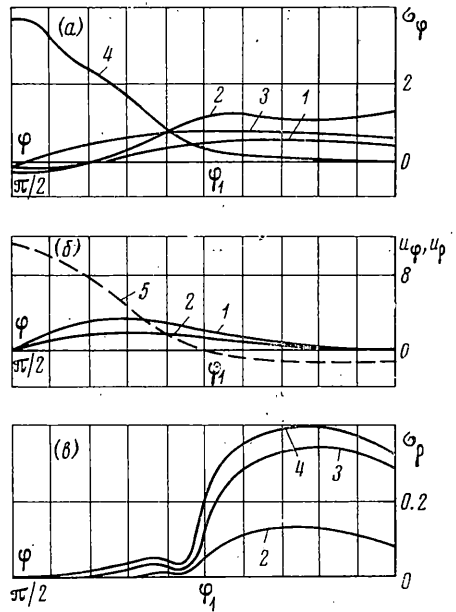 (а) 4 σφ
2
2 3 1
φ 0
π/2 φ₁
(б) uφ, uρ
5 8
2 1
φ 0
π/2 φ₁
(в) σρ
4 3
0.2
2
φ 0
π/2 φ₁